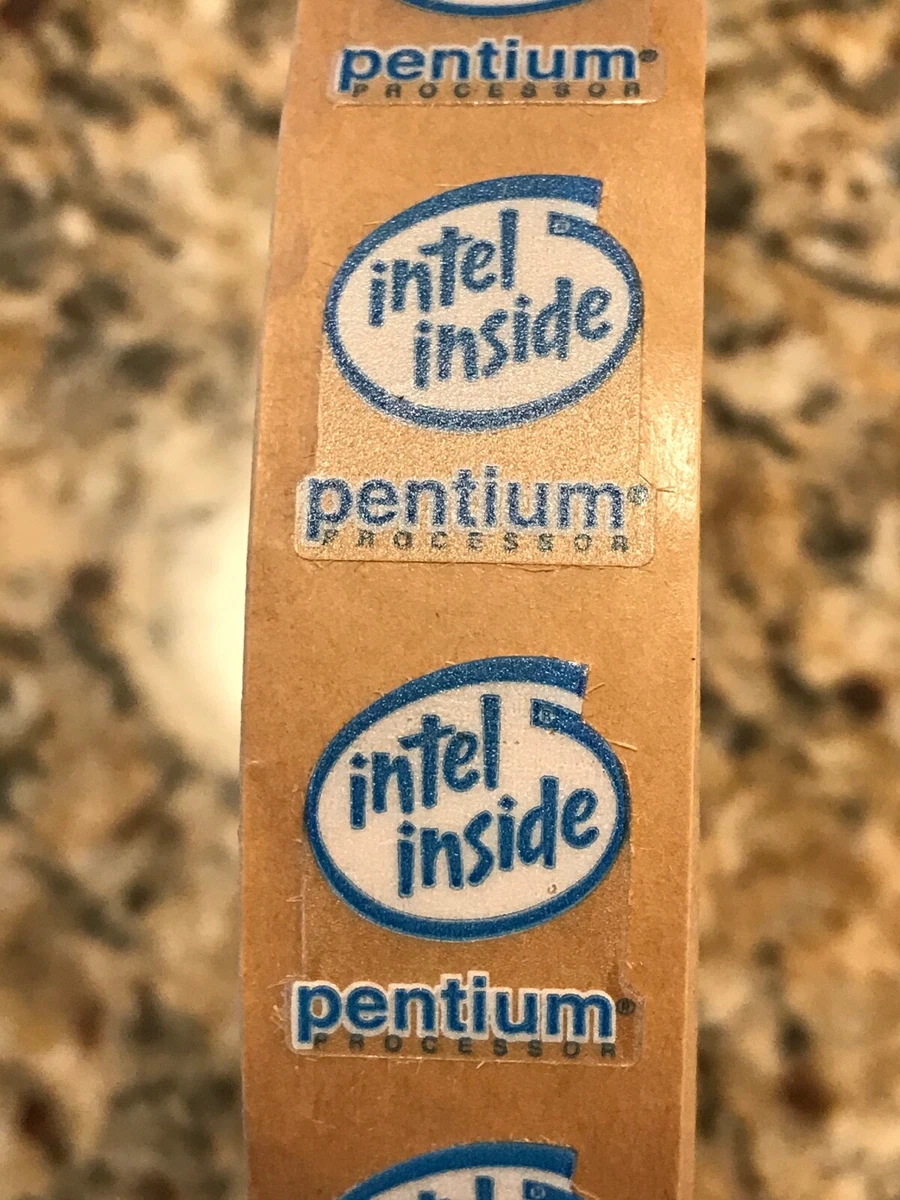 pentium®
PROCESSOR
intel
inside
®
pentium®
PROCESSOR
intel
inside
®
pentium®
PROCESSOR